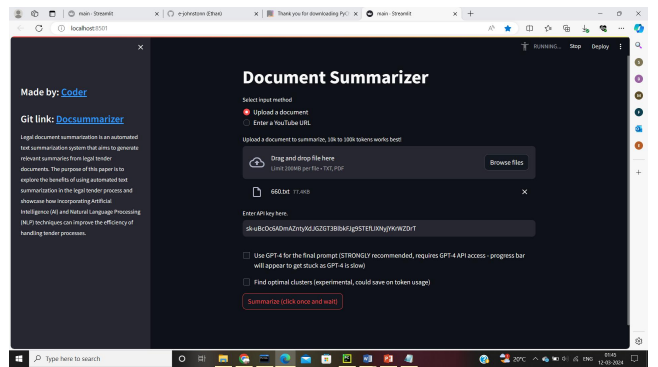 main · Streamlit
e-johnstonn (Ethan)
Thank you for downloading PyC
main · Streamlit
localhost:8501
RUNNING...
Stop
Deploy
Made by: Coder
Git link: Docsummarizer
Legal document summarization is an automated
text summarization system that aims to generate
relevant summaries from legal tender
documents. The purpose of this paper is to
explore the benefits of using automated text
summarization in the legal tender process and
showcase how incorporating Artificial
Intelligence (AI) and Natural Language Processing
(NLP) techniques can improve the efficiency of
handling tender processes.
Document Summarizer
Select input method
Upload a document
Enter a YouTube URL
Upload a document to summarize, 10k to 100k tokens works best!
Drag and drop file here
Limit 200MB per file • TXT, PDF
Browse files
660.txt 77.4KB
Enter API key here.
Use GPT-4 for the final prompt (STRONGLY recommended, requires GPT-4 API access - progress bar
will appear to get stuck as GPT-4 is slow)
Find optimal clusters (experimental, could save on token usage)
Summarize (click once and wait)
Type here to search
20°C
ENG
01:45
12-03-2024